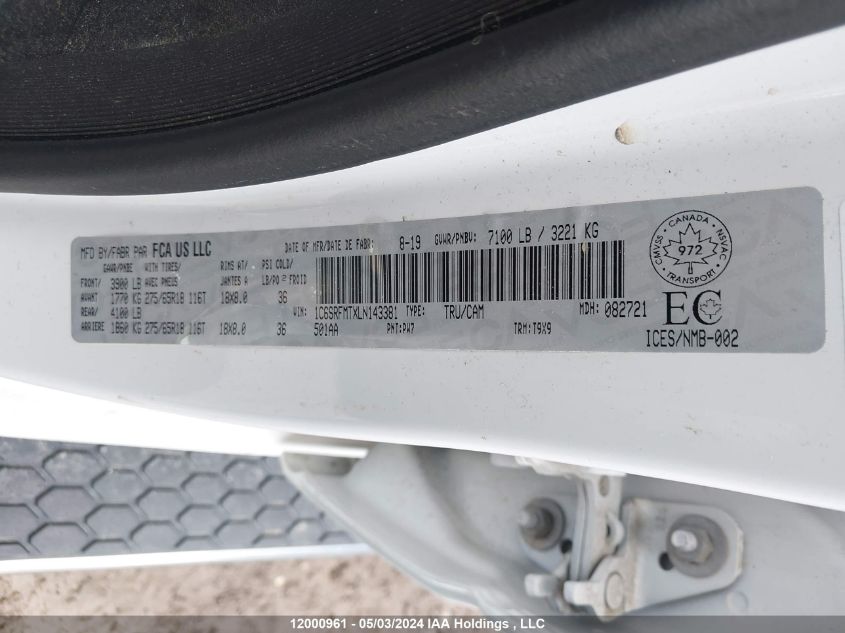 MFD BY/FABR PAR FCA US LLC
DATE OF MFR/DATE DE FABR: 8-19 GVWR/PNBV: 7100 LB / 3221 KG
GAWR/PNBE WITH TIRES/ RIMS AT/ PSI COLD/
FRONT/ 3900 LB AVEC PNEUS JANTES A LB/PO² FROID
AVANT 1770 KG 275/65R18 116T 18X8.0 36
REAR/ 4100 LB
ARRIERE 1860 KG 275/65R18 116T 18X8.0 36
VIN: 1C6SRFMTXLN143381 TYPE: TRU/CAM MDH: 082721
501AA PNT:PW7 TRM:T9X9
CANADA
CMVSS 972 NSVAC
TRANSPORT
EC
ICES/NMB-002
12000961 - 05/03/2024 IAA Holdings , LLC